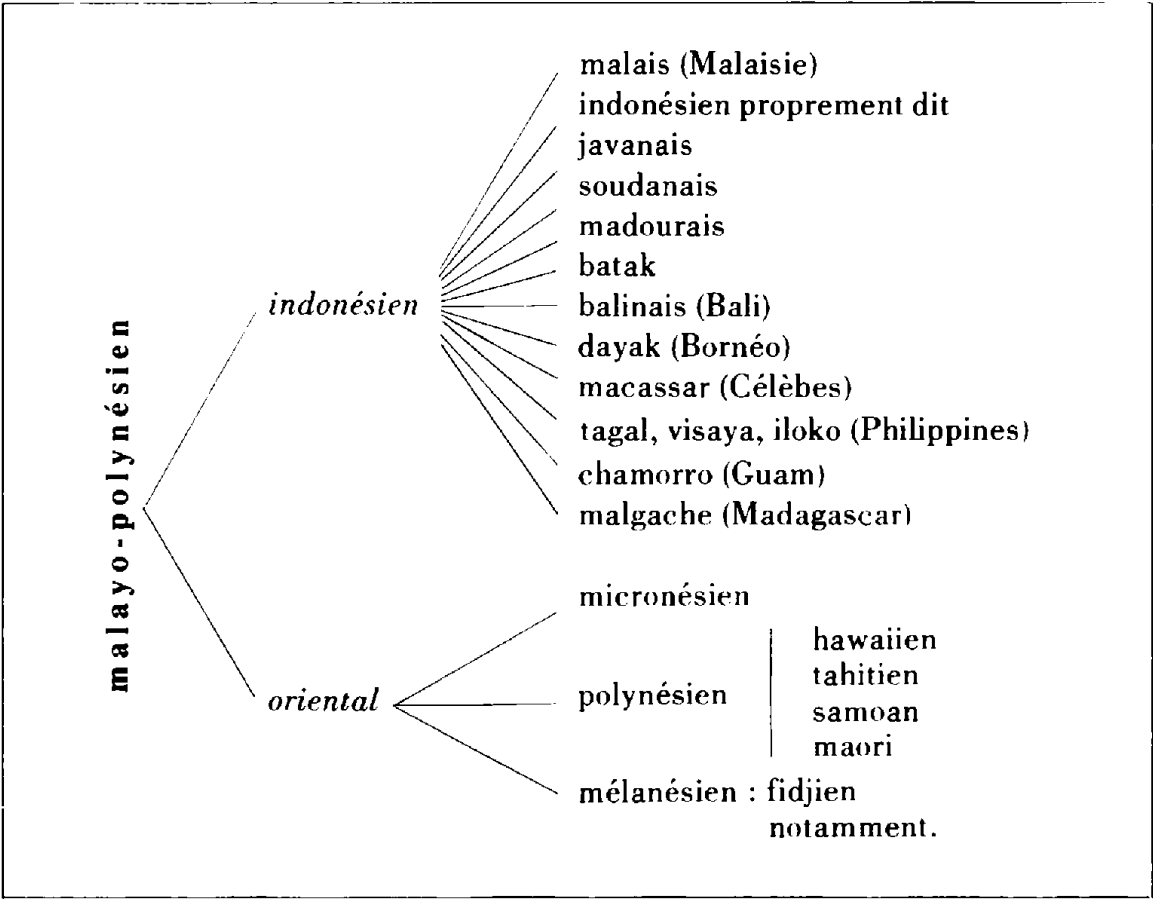 malayo-polynésien
indonésien
malais (Malaisie)
indonésien proprement dit
javanais
soudanais
madourais
batak
balinais (Bali)
dayak (Bornéo)
macassar (Célèbes)
tagal, visaya, iloko (Philippines)
chamorro (Guam)
malgache (Madagascar)
oriental
micronésien
polynésien
hawaiien
tahitien
samoan
maori
mélanésien : fidjien
notamment.